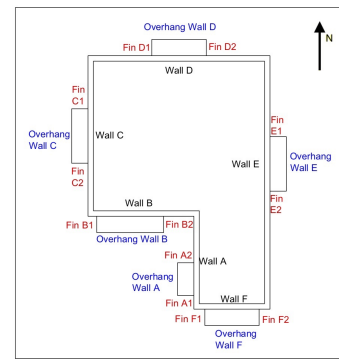 Overhang Wall D
N
Fin D1
Fin D2
Wall D
Fin
C1
Overhang
Wall C
Wall C
Fin
C2
Fin
E1
Wall E
Overhang
Wall E
Fin
E2
Wall B
Fin B1
Fin B2
Overhang Wall B
Fin A2
Wall A
Overhang
Wall A
Fin A1
Wall F
Fin F1
Fin F2
Overhang
Wall F